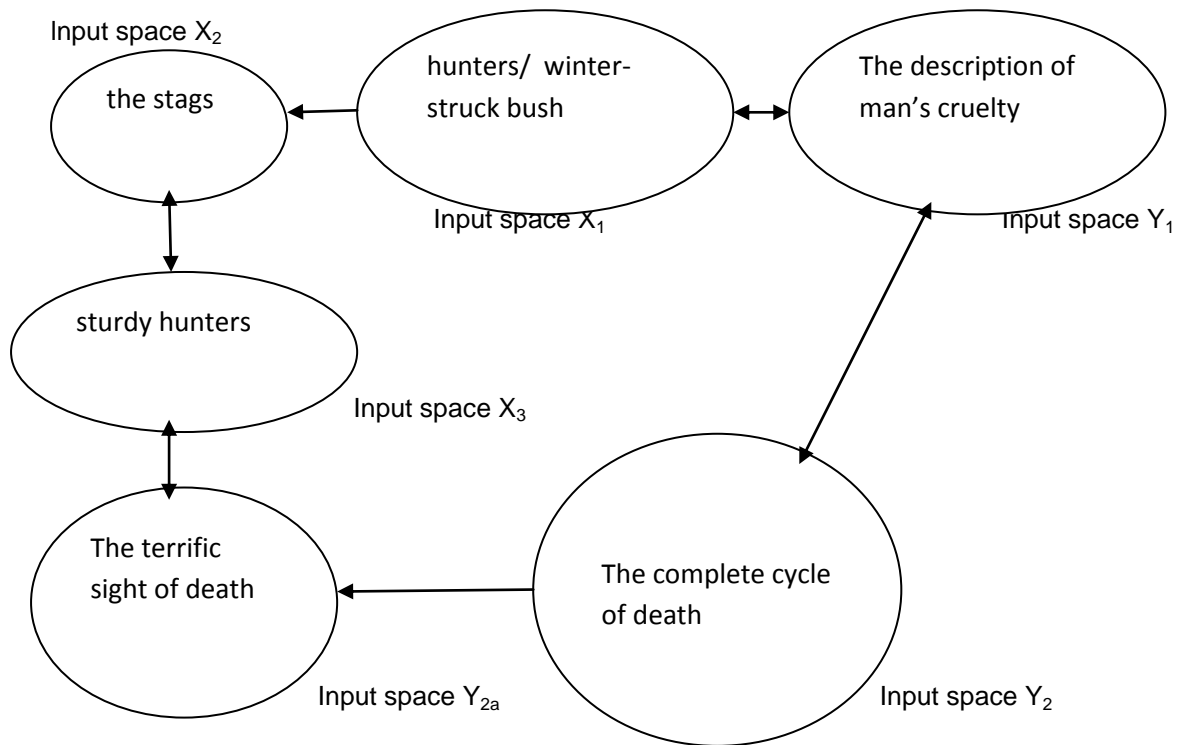 Input space X₂
the stags
hunters/ winter-
struck bush
Input space X₁
The description of
man’s cruelty
Input space Y₁
sturdy hunters
Input space X₃
The terrific
sight of death
Input space Y₂ₐ
The complete cycle
of death
Input space Y₂